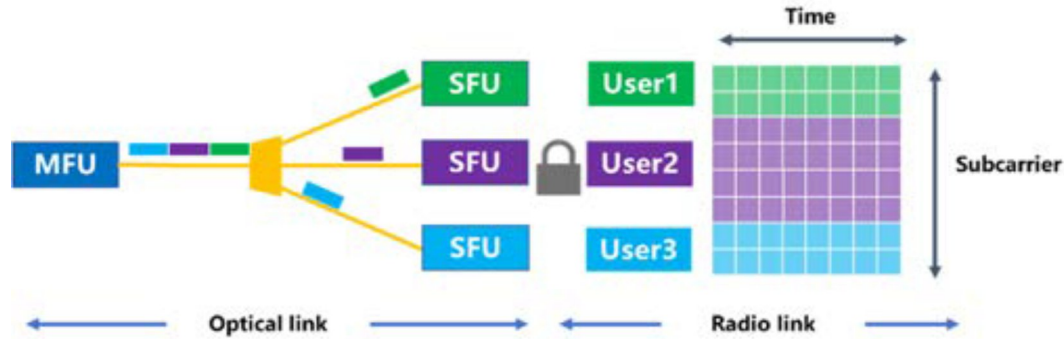 Time
SFU
User1
MFU
SFU
User2
Subcarrier
SFU
User3
Optical link
Radio link